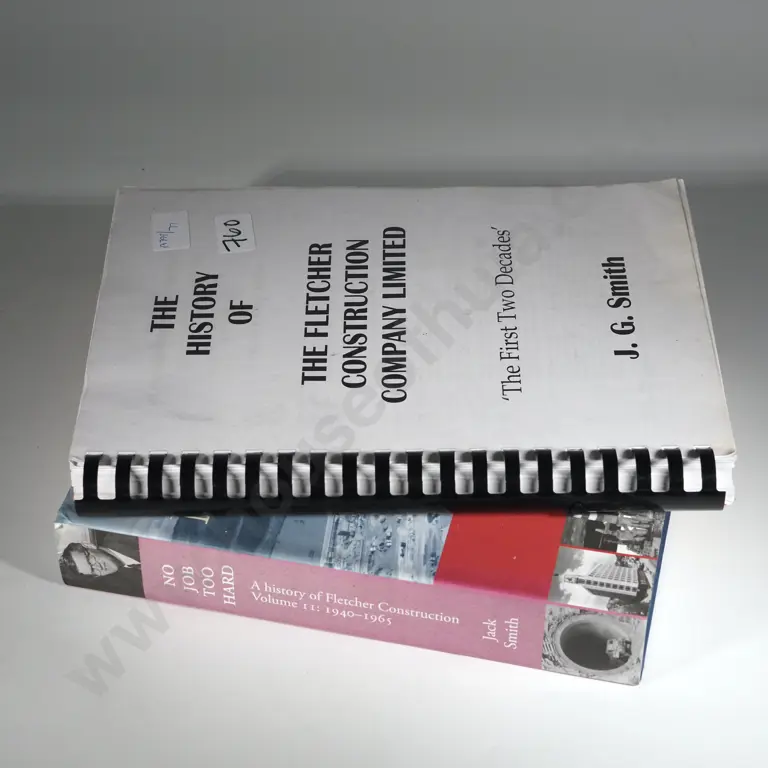 760
THE
HISTORY
OF
THE FLETCHER
CONSTRUCTION
COMPANY LIMITED
'The First Two Decades'
J. G. Smith
NO
JOB
TOO
HARD
A history of Fletcher Construction
Volume II: 1940–1965
Jack
Smith